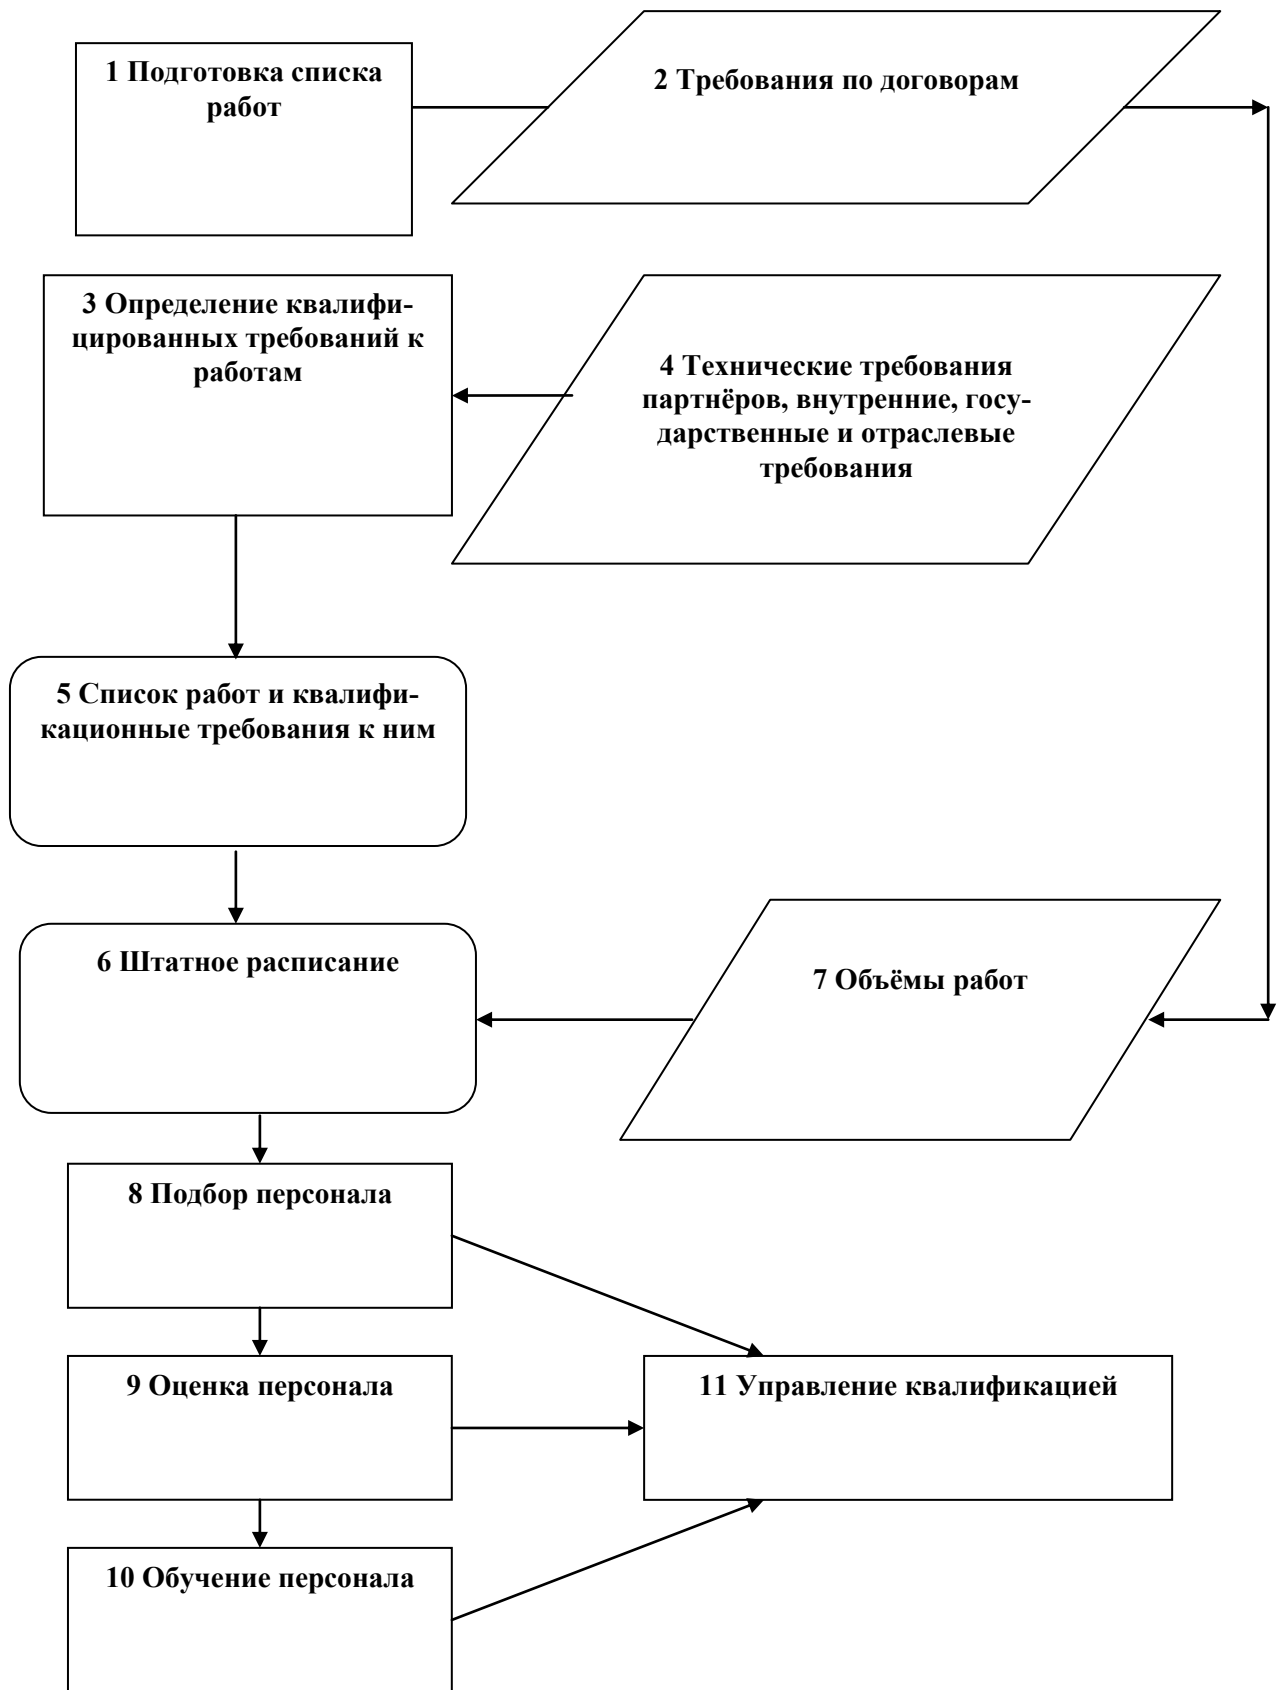 1 Подготовка списка
работ
2 Требования по договорам
3 Определение квалифи-
цированных требований к
работам
4 Технические требования
партнёров, внутренние, госу-
дарственные и отраслевые
требования
5 Список работ и квалифи-
кационные требования к ним
6 Штатное расписание
7 Объёмы работ
8 Подбор персонала
9 Оценка персонала
11 Управление квалификацией
10 Обучение персонала